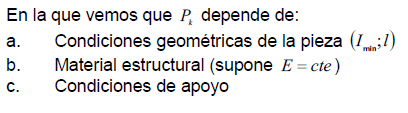 En la que vemos que P_k depende de:
a. Condiciones geométricas de la pieza (I_min; l)
b. Material estructural (supone E = cte)
c. Condiciones de apoyo